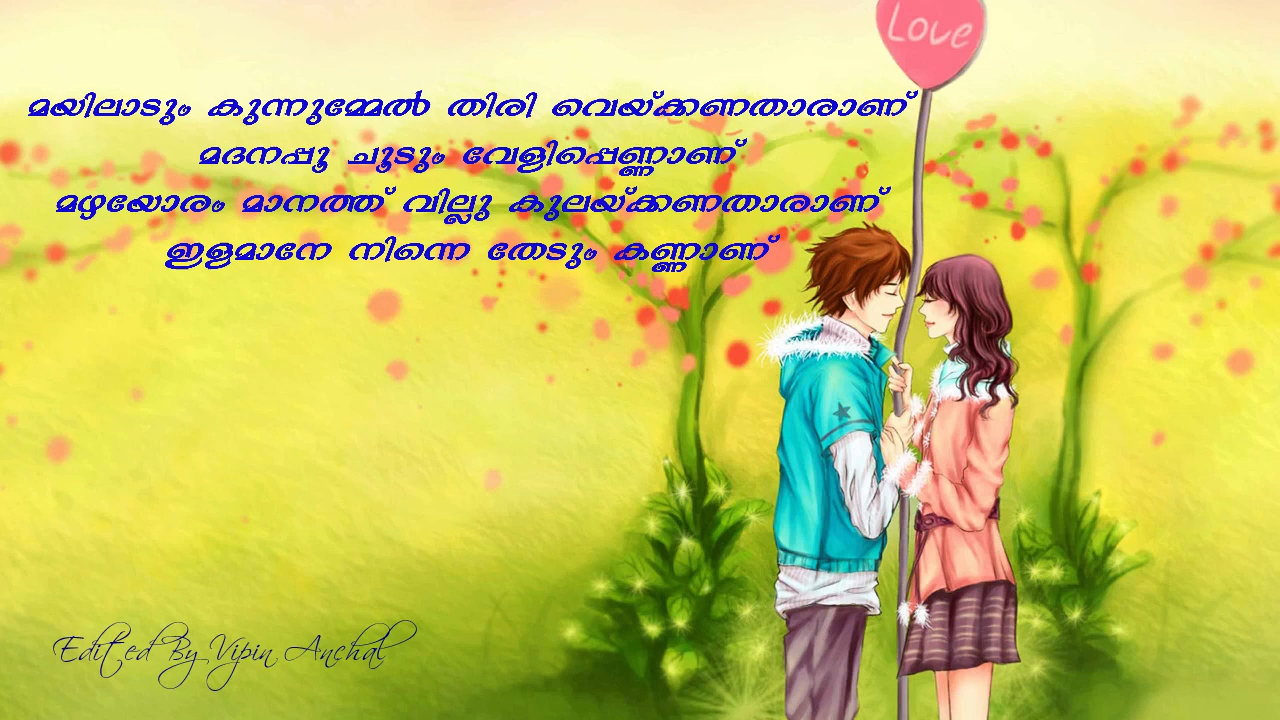 Love
മയിലാടും കുന്നുമ്മേൽ തിരി വെയ്ക്കണതാരാണ്
മദനപ്പൂ ചൂടും വേളിപ്പെണ്ണാണ്
മഴയോരം മാനത്ത് വില്ലു കുലയ്ക്കണതാരാണ്
ഇളമാനേ നിന്നെ തേടും കണ്ണാണ്
Edited By Vipin Anchal